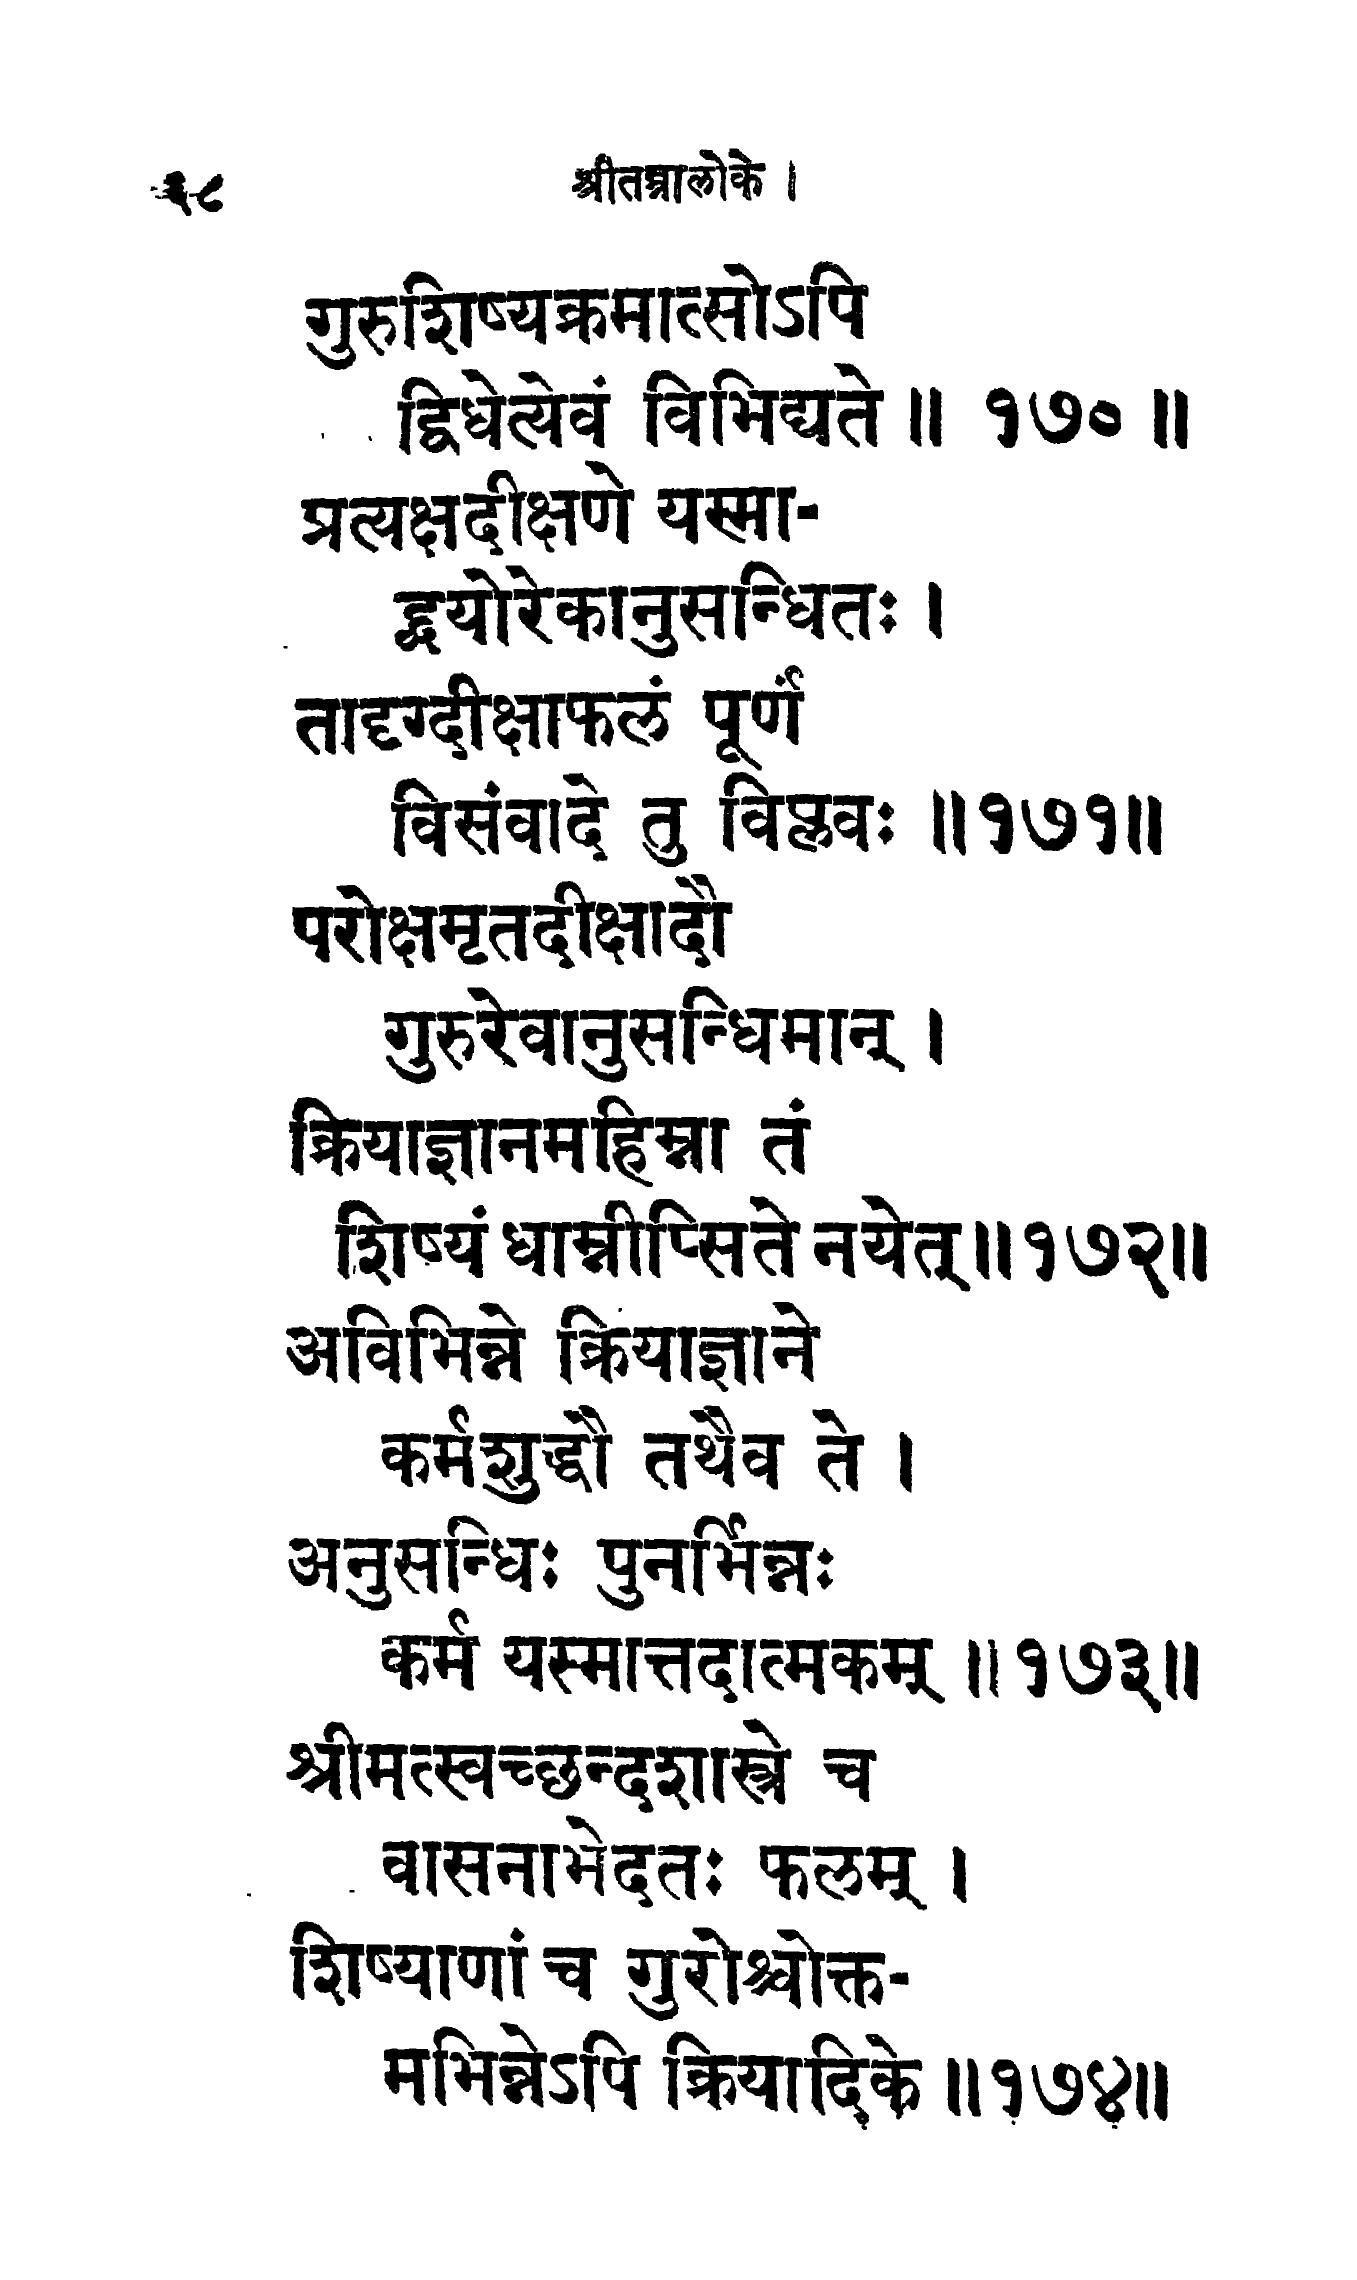 श्रीतन्त्रालोके ।
गुरुशिष्यक्रमात्सोऽपि
द्विधेत्येवं विभिद्यते ॥ १७० ॥
प्रत्यक्षदीक्षणे यस्मा-
द्द्वयोरेकानुसन्धितः ।
तादृग्दीक्षाफलं पूर्णं
विसंवादे तु विप्लवः ॥१७१॥
परोक्षमृतदीक्षादौ
गुरुरेवानुसन्धिमान् ।
क्रियाज्ञानमहिम्ना तं
शिष्यं धाम्नीप्सिते नयेत्॥१७२॥
अविभिन्ने क्रियाज्ञाने
कर्मशुद्धौ तथैव ते ।
अनुसन्धिः पुनर्भिन्नः
कर्म यस्मात्तदात्मकम् ॥१७३॥
श्रीमत्स्वच्छन्दशास्त्रे च
वासनाभेदतः फलम् ।
शिष्याणां च गुरोश्चोक्त-
मभिन्नेऽपि क्रियादिके ॥१७४॥